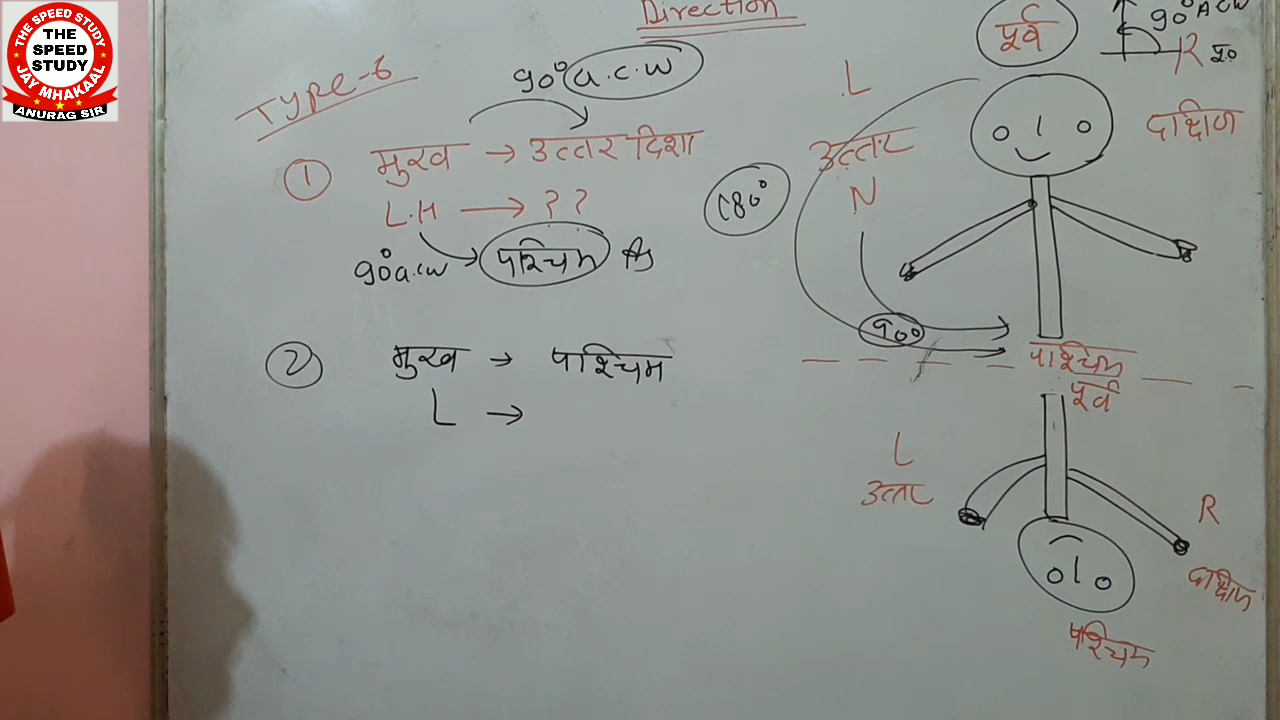 THE SPEED STUDY
THE
SPEED
STUDY
JAY MHAKAAL
ANURAG SIR
Direction
Type-6
90° a.c.w
① मुख → उत्तर दिशा
L.H → ??
90° a.cw → पश्चिम
② मुख → पश्चिम
L →
पूर्व
90° A C W
R
L
उत्तर
N
180°
दक्षिण
90°
पश्चिम
पूर्व
L
उत्तर
R
दक्षिण
पश्चिम